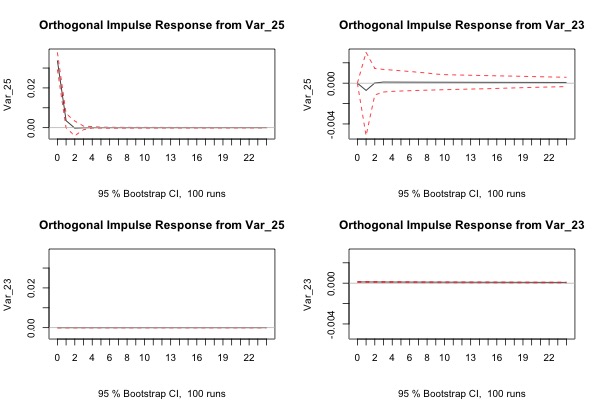 Orthogonal Impulse Response from Var_25
Var_25
0.02
0.00
0 2 4 6 8 10 13 16 19 22
95 % Bootstrap CI, 100 runs
Orthogonal Impulse Response from Var_23
Var_25
0.000
-0.004
0 2 4 6 8 10 13 16 19 22
95 % Bootstrap CI, 100 runs
Orthogonal Impulse Response from Var_25
Var_23
0.02
0.00
0 2 4 6 8 10 13 16 19 22
95 % Bootstrap CI, 100 runs
Orthogonal Impulse Response from Var_23
Var_23
0.000
-0.004
0 2 4 6 8 10 13 16 19 22
95 % Bootstrap CI, 100 runs